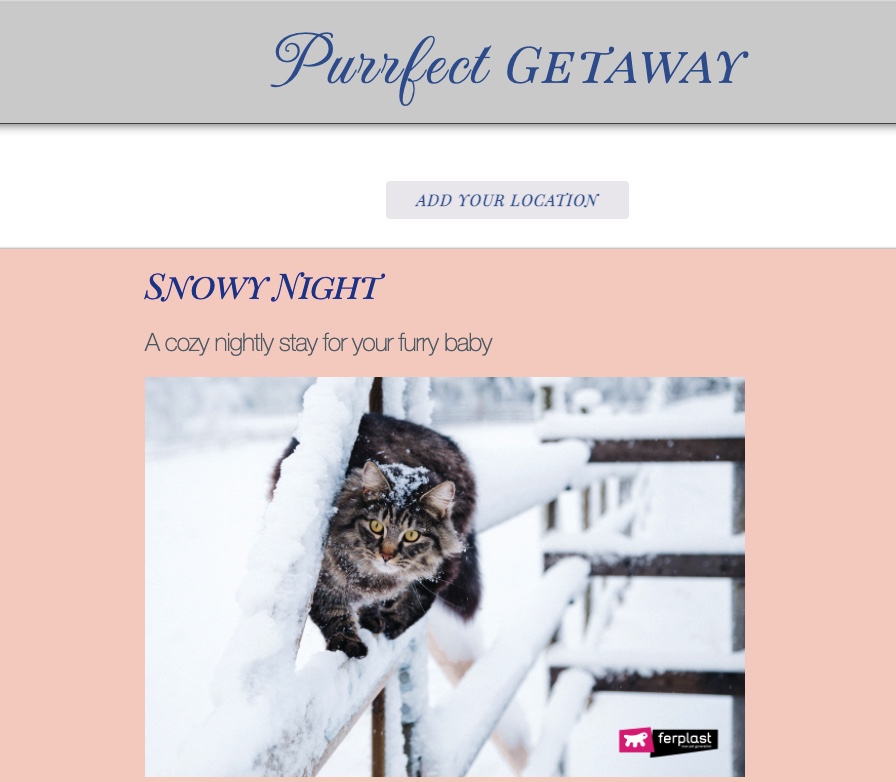 Purrfect GETAWAY
ADD YOUR LOCATION
SNOWY NIGHT
A cozy nightly stay for your furry baby
ferplast